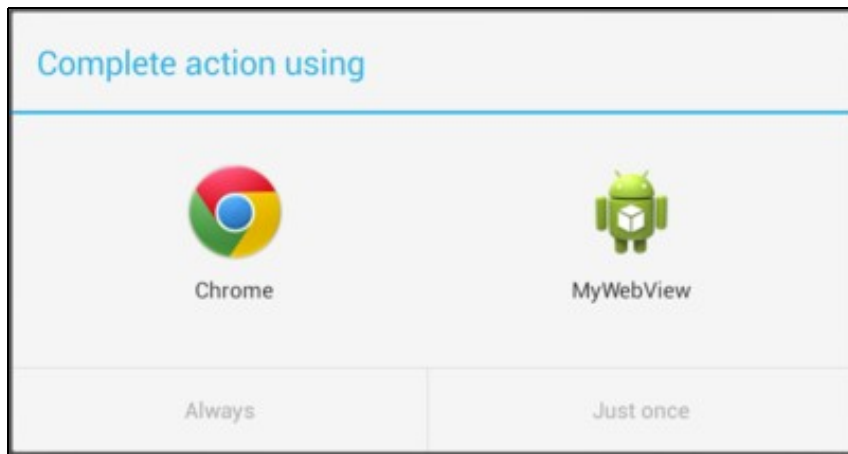 Complete action using
Chrome
MyWebView
Always
Just once